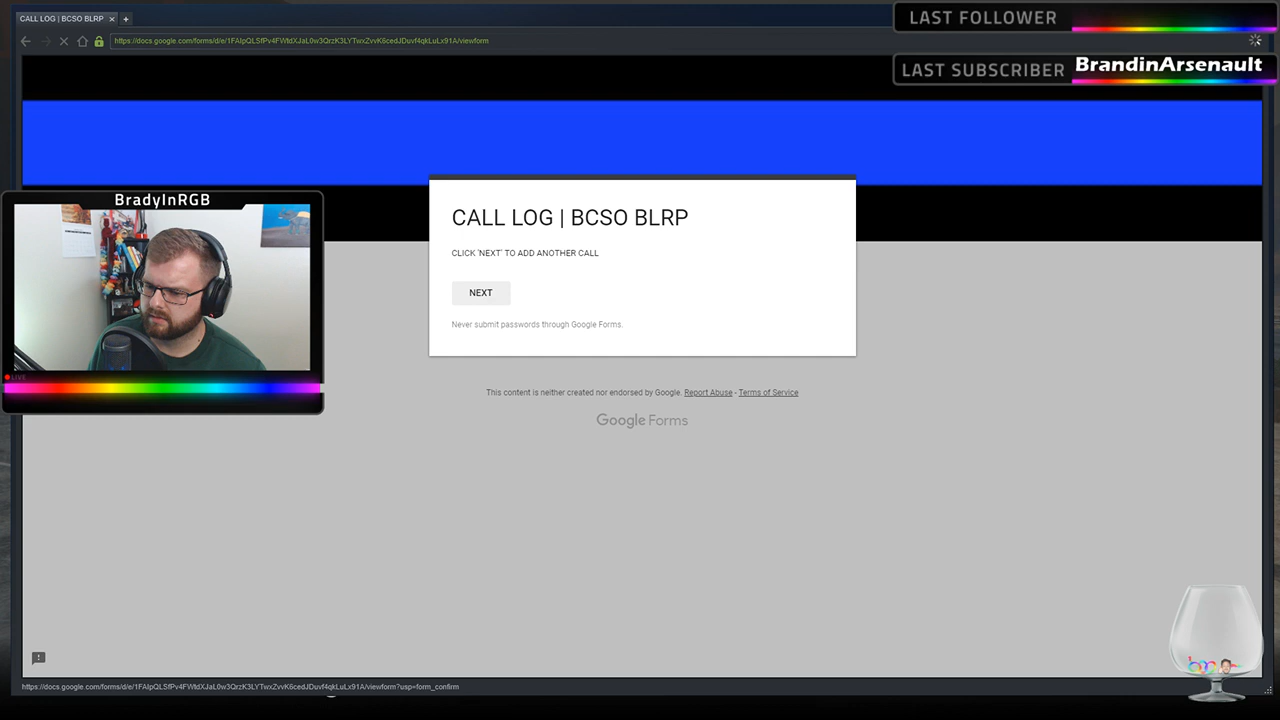 CALL LOG | BCSO BLRP
https://docs.google.com/forms/d/e/1FAIpQLSfPv4FWtdXJaL0w3QrzK3LYTwxZvvK6cedJDuvf4qkLuLx91A/viewform
LAST FOLLOWER
LAST SUBSCRIBER BrandinArsenault
BradyInRGB
LIVE
CALL LOG | BCSO BLRP
CLICK 'NEXT' TO ADD ANOTHER CALL
NEXT
Never submit passwords through Google Forms.
This content is neither created nor endorsed by Google. Report Abuse - Terms of Service
Google Forms
https://docs.google.com/forms/d/e/1FAIpQLSfPv4FWtdXJaL0w3QrzK3LYTwxZvvK6cedJDuvf4qkLuLx91A/viewform?usp=form_confirm